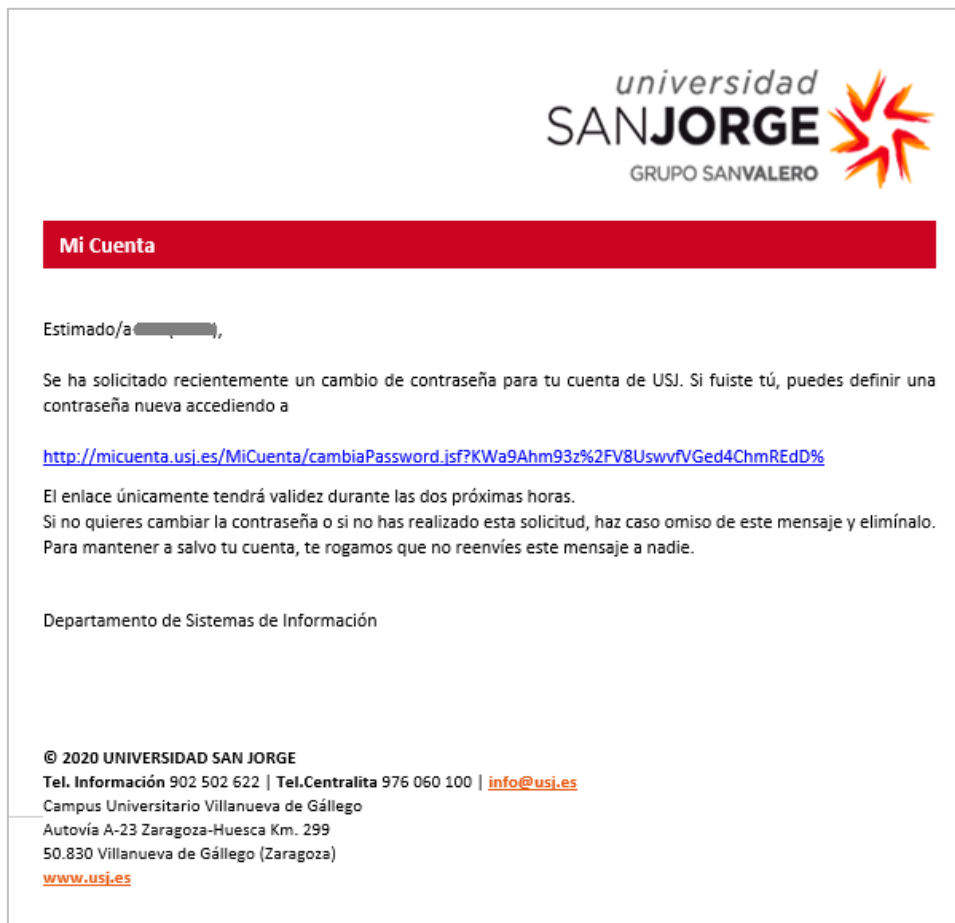 universidad
SANJORGE
GRUPO SANVALERO
Mi Cuenta
Estimado/a ,
Se ha solicitado recientemente un cambio de contraseña para tu cuenta de USJ. Si fuiste tú, puedes definir una
contraseña nueva accediendo a
http://micuenta.usj.es/MiCuenta/cambiaPassword.jsf?KWa9Ahm93z%2FV8UswvfVGed4ChmREdD%
El enlace únicamente tendrá validez durante las dos próximas horas.
Si no quieres cambiar la contraseña o si no has realizado esta solicitud, haz caso omiso de este mensaje y elimínalo.
Para mantener a salvo tu cuenta, te rogamos que no reenvíes este mensaje a nadie.
Departamento de Sistemas de Información
© 2020 UNIVERSIDAD SAN JORGE
Tel. Información 902 502 622 | Tel.Centralita 976 060 100 | info@usj.es
Campus Universitario Villanueva de Gállego
Autovía A-23 Zaragoza-Huesca Km. 299
50.830 Villanueva de Gállego (Zaragoza)
www.usj.es